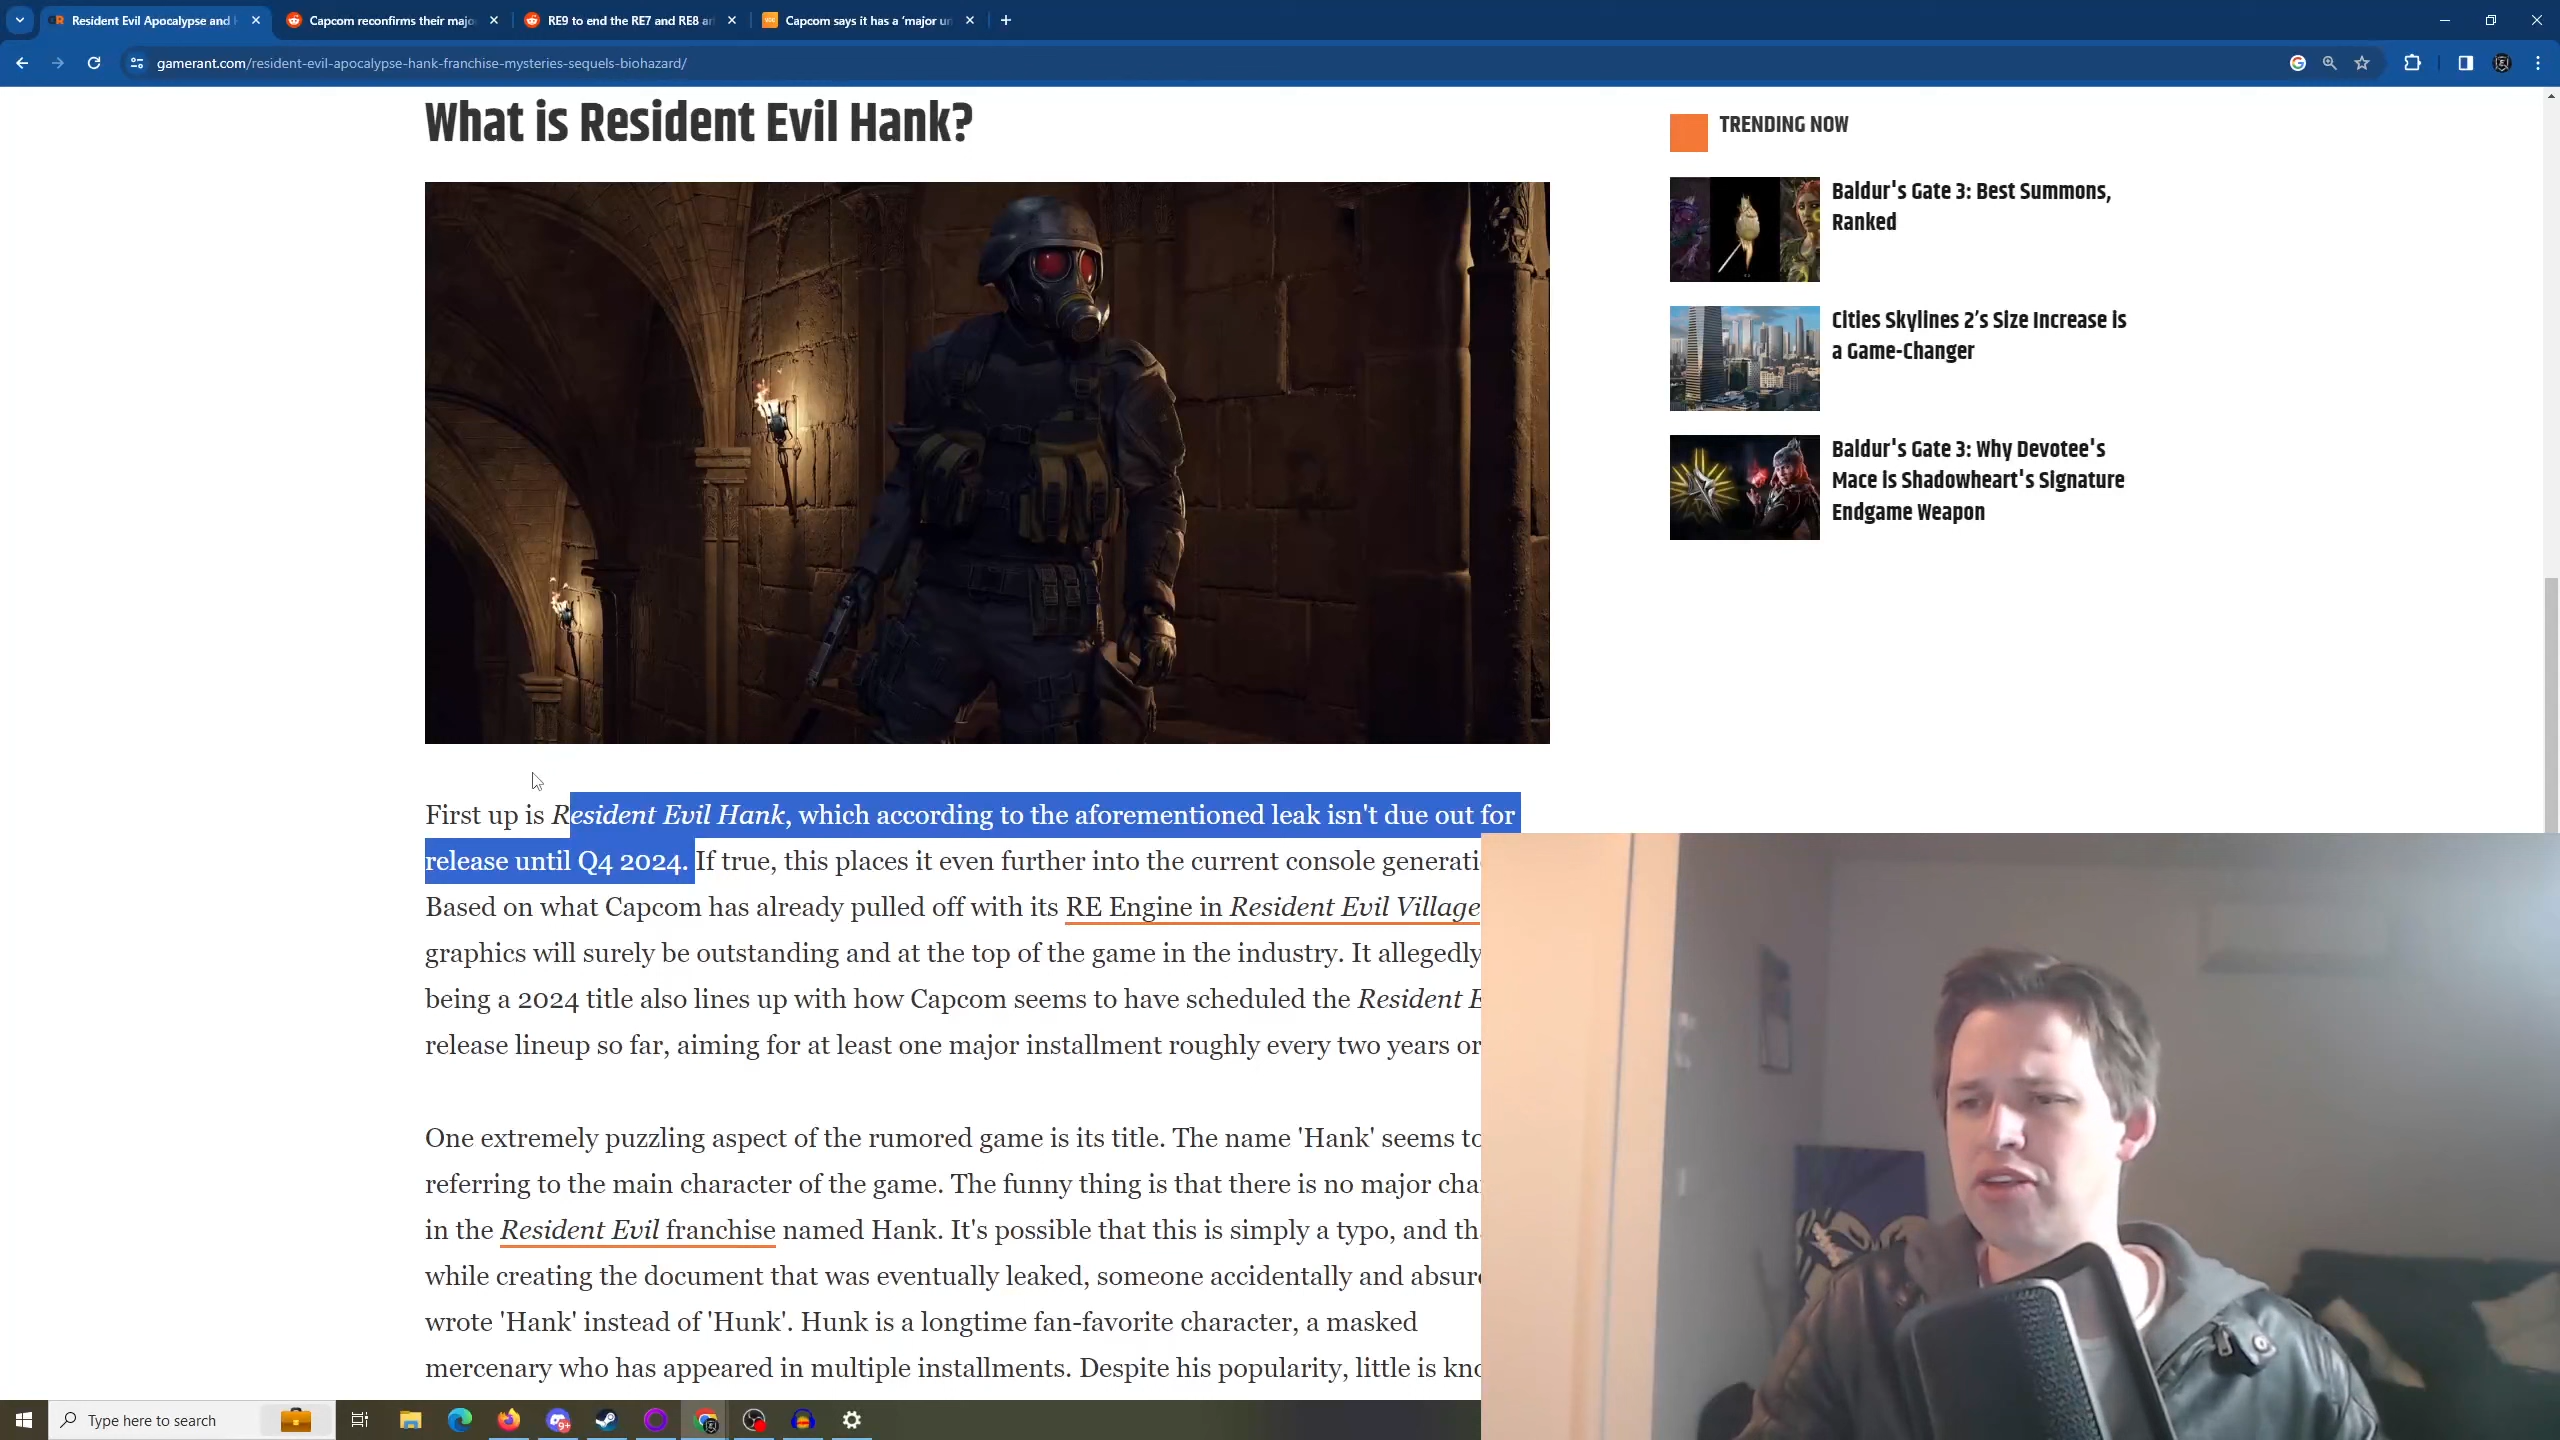 Resident Evil Apocalypse and
Capcom reconfirms their majo
RE9 to end the RE7 and RE8 ar
Capcom says it has a 'major un
gamerant.com/resident-evil-apocalypse-hank-franchise-mysteries-sequels-biohazard/
What is Resident Evil Hank?
TRENDING NOW
Baldur's Gate 3: Best Summons,
Ranked
Cities Skylines 2's Size Increase is
a Game-Changer
Baldur's Gate 3: Why Devotee's
Mace is Shadowheart's Signature
Endgame Weapon
First up is Resident Evil Hank, which according to the aforementioned leak isn't due out for
release until Q4 2024. If true, this places it even further into the current console generati
Based on what Capcom has already pulled off with its RE Engine in Resident Evil Village
graphics will surely be outstanding and at the top of the game in the industry. It allegedly
being a 2024 title also lines up with how Capcom seems to have scheduled the Resident E
release lineup so far, aiming for at least one major installment roughly every two years or
One extremely puzzling aspect of the rumored game is its title. The name 'Hank' seems to
referring to the main character of the game. The funny thing is that there is no major cha
in the Resident Evil franchise named Hank. It's possible that this is simply a typo, and th
while creating the document that was eventually leaked, someone accidentally and absur
wrote 'Hank' instead of 'Hunk'. Hunk is a longtime fan-favorite character, a masked
mercenary who has appeared in multiple installments. Despite his popularity, little is kno
Type here to search
9+